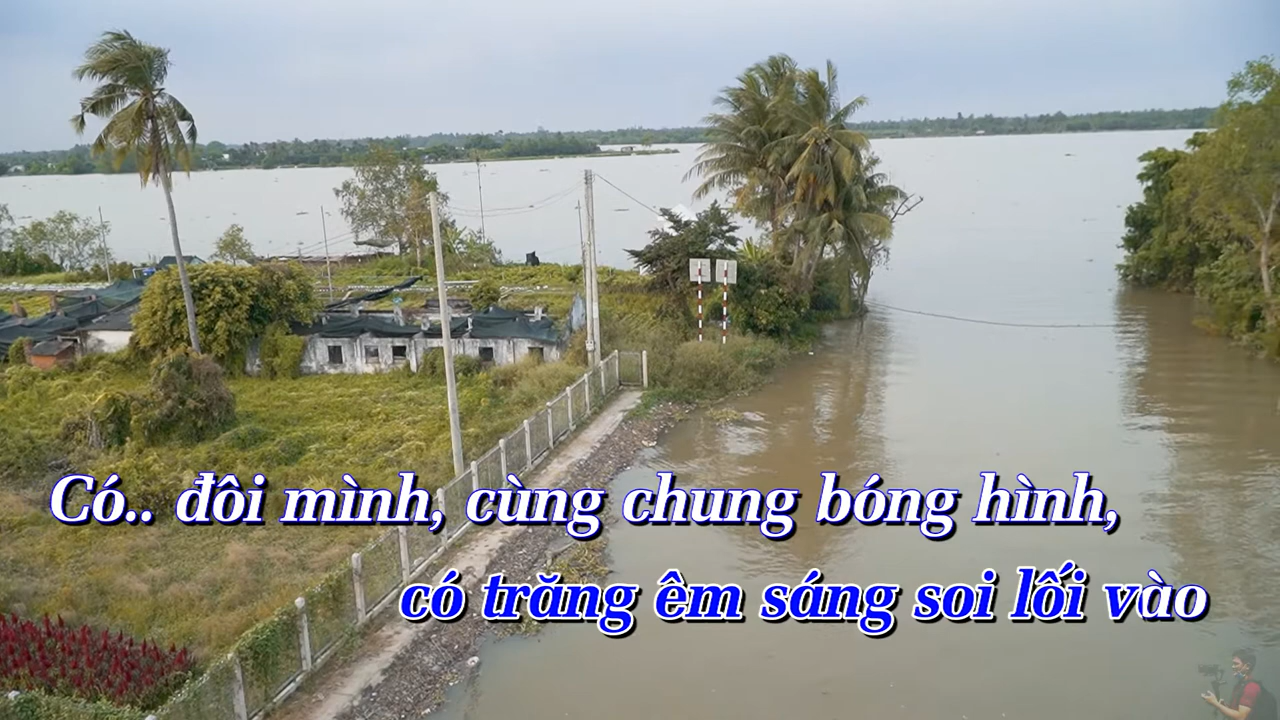 Có.. đôi mình, cùng chung bóng hình,
có trăng êm sáng soi lối vào